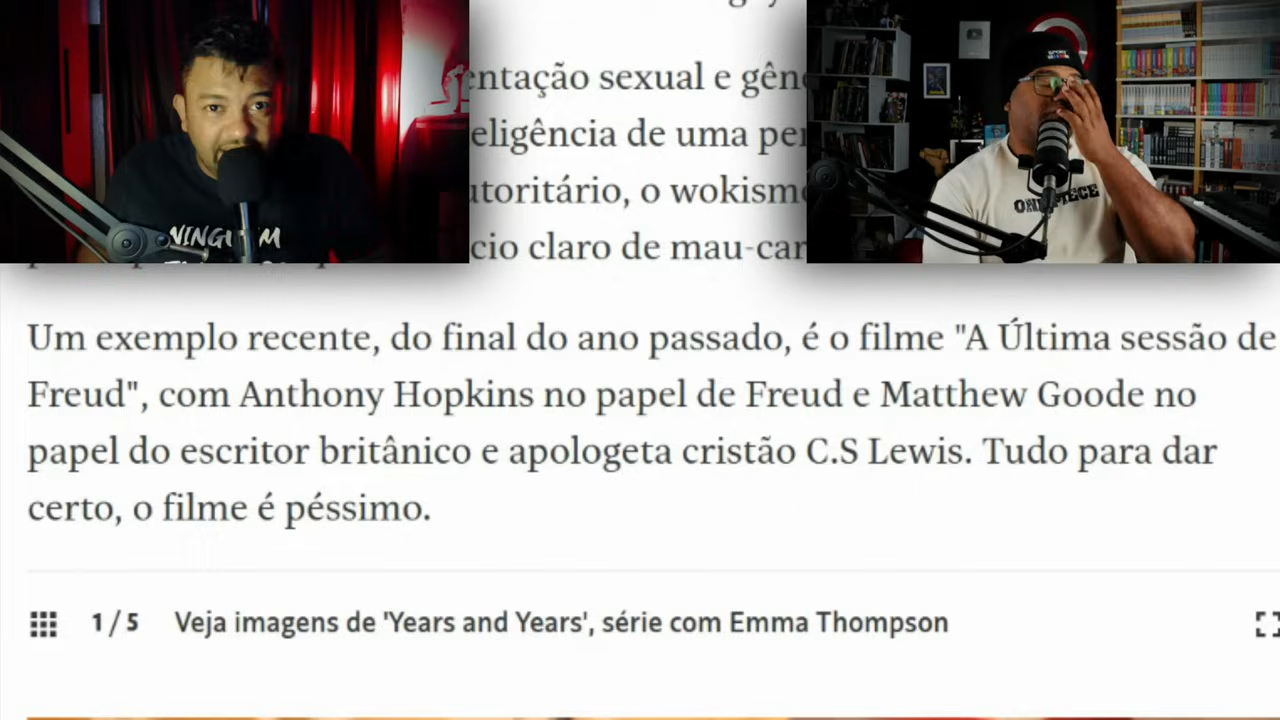 entação sexual e gên
eligência de uma pe
utoritário, o wokism
cio claro de mau-car
NINGUÉM
ONE PIECE
Um exemplo recente, do final do ano passado, é o filme "A Última sessão de
Freud", com Anthony Hopkins no papel de Freud e Matthew Goode no
papel do escritor britânico e apologeta cristão C.S Lewis. Tudo para dar
certo, o filme é péssimo.
1/5 Veja imagens de 'Years and Years', série com Emma Thompson